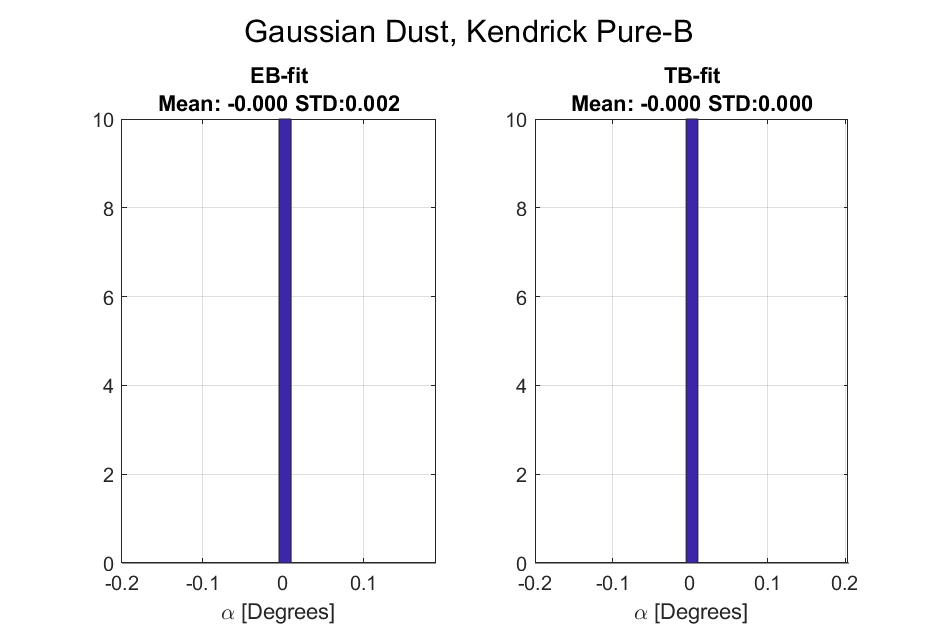 Gaussian Dust, Kendrick Pure-B
EB-fit
Mean: -0.000 STD:0.002
10
8
6
4
2
0
-0.2 -0.1 0 0.1
α [Degrees]
TB-fit
Mean: -0.000 STD:0.000
10
8
6
4
2
0
-0.2 -0.1 0 0.1 0.2
α [Degrees]